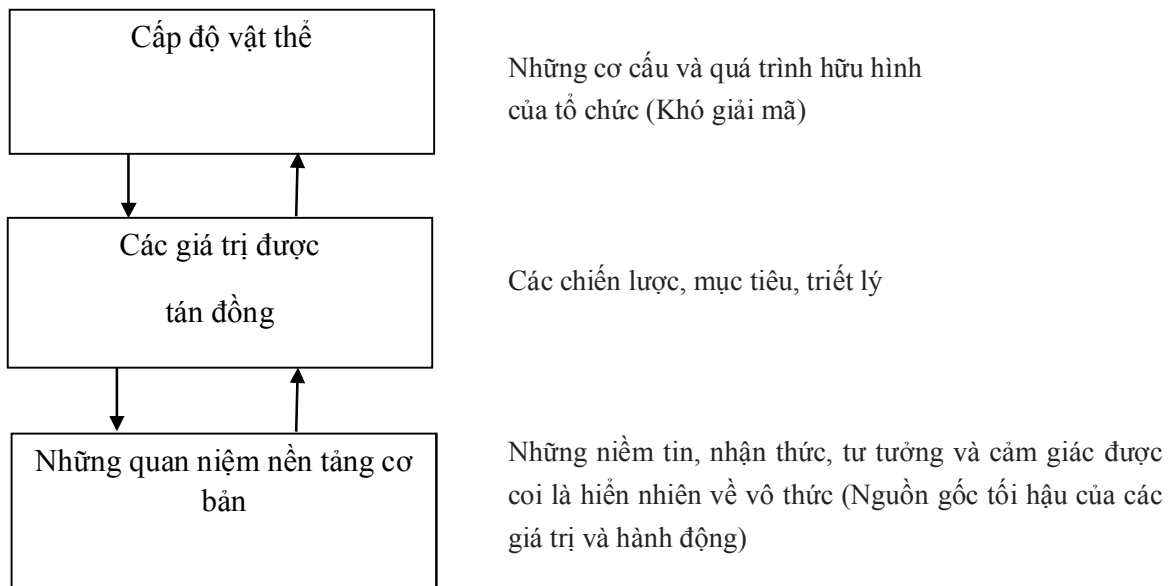 Cấp độ vật thể
Những cơ cấu và quá trình hữu hình
của tổ chức (Khó giải mã)
Các giá trị được
tán đồng
Các chiến lược, mục tiêu, triết lý
Những quan niệm nền tảng cơ
bản
Những niềm tin, nhận thức, tư tưởng và cảm giác được
coi là hiển nhiên về vô thức (Nguồn gốc tối hậu của các
giá trị và hành động)